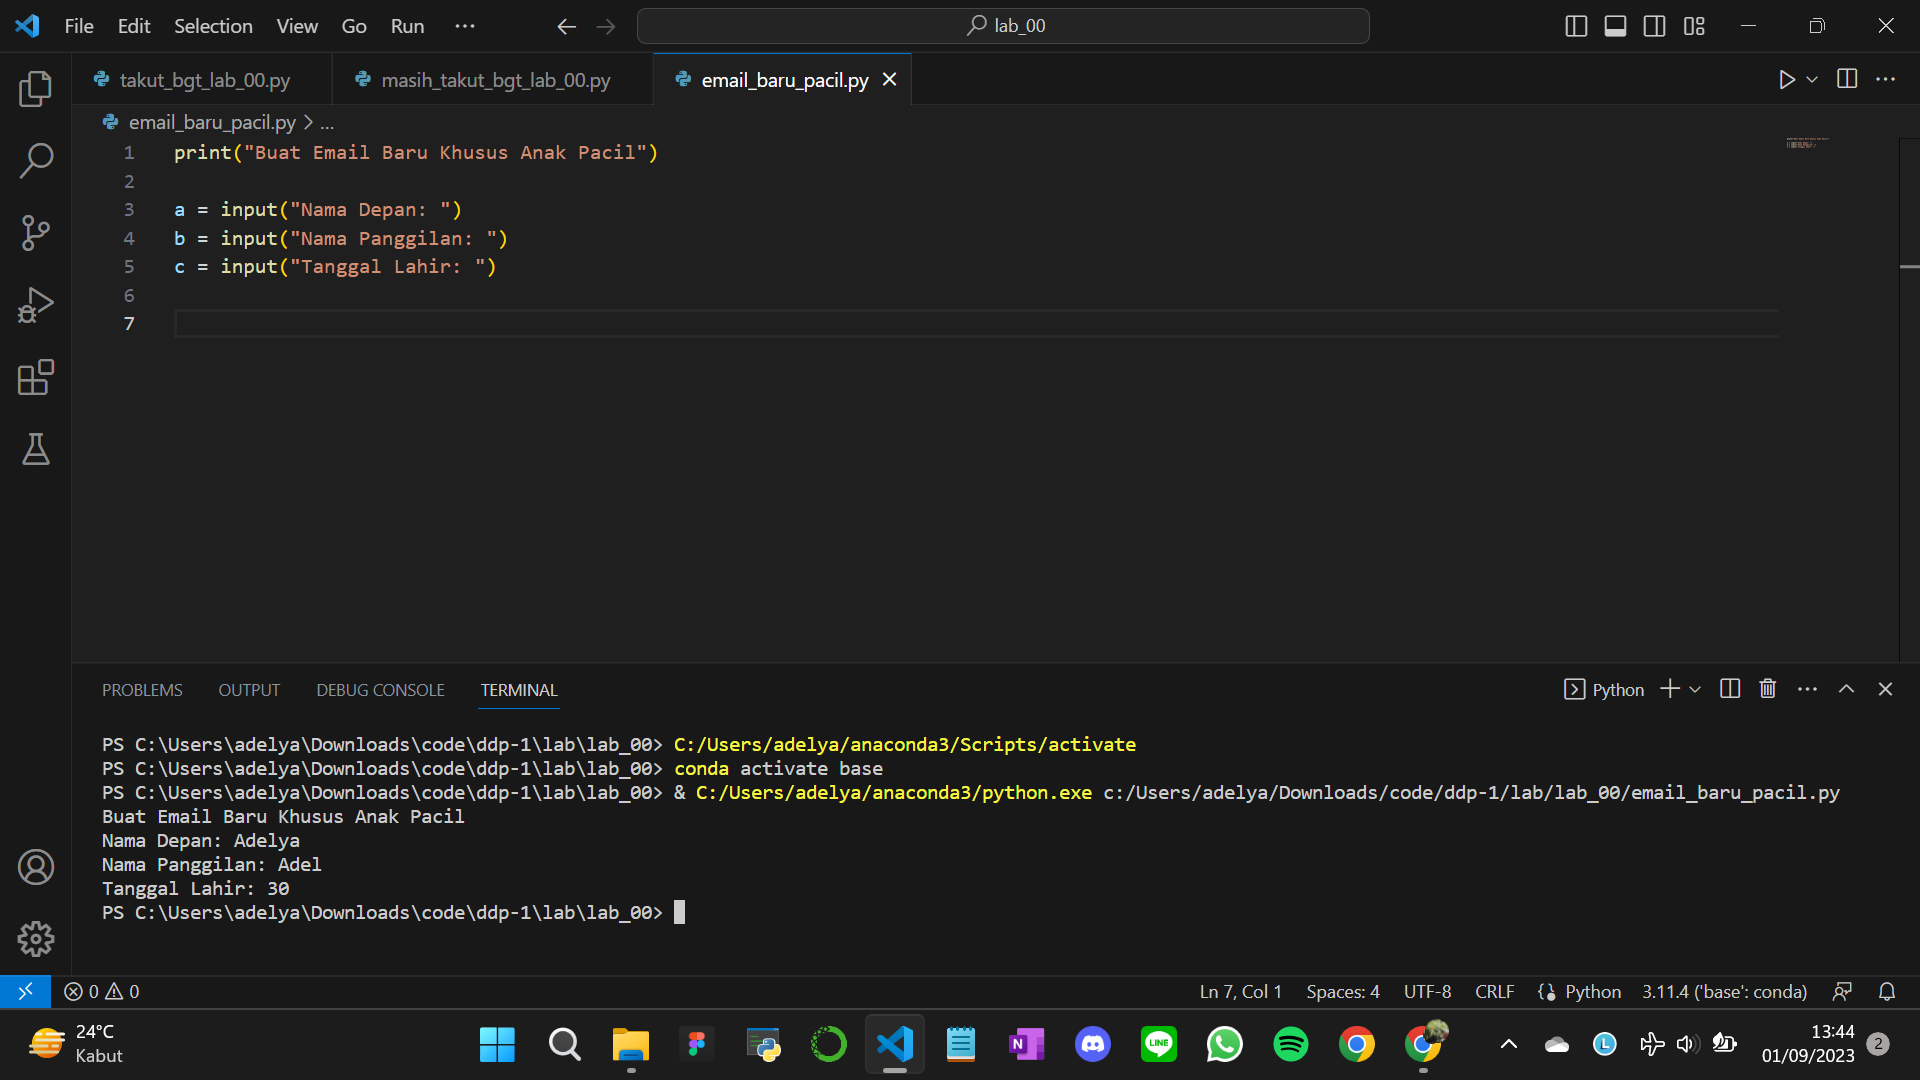 File Edit Selection View Go Run ··· lab_00
takut_bgt_lab_00.py masih_takut_bgt_lab_00.py email_baru_pacil.py
email_baru_pacil.py > ...
1 print("Buat Email Baru Khusus Anak Pacil")
2
3 a = input("Nama Depan: ")
4 b = input("Nama Panggilan: ")
5 c = input("Tanggal Lahir: ")
6
7
PROBLEMS OUTPUT DEBUG CONSOLE TERMINAL Python
PS C:\Users\adelya\Downloads\code\ddp-1\lab\lab_00> C:/Users/adelya/anaconda3/Scripts/activate
PS C:\Users\adelya\Downloads\code\ddp-1\lab\lab_00> conda activate base
PS C:\Users\adelya\Downloads\code\ddp-1\lab\lab_00> & C:/Users/adelya/anaconda3/python.exe c:/Users/adelya/Downloads/code/ddp-1/lab/lab_00/email_baru_pacil.py
Buat Email Baru Khusus Anak Pacil
Nama Depan: Adelya
Nama Panggilan: Adel
Tanggal Lahir: 30
PS C:\Users\adelya\Downloads\code\ddp-1\lab\lab_00>
0 0 Ln 7, Col 1 Spaces: 4 UTF-8 CRLF Python 3.11.4 ('base': conda)
24°C
Kabut
N
LINE
L
13:44
01/09/2023
2